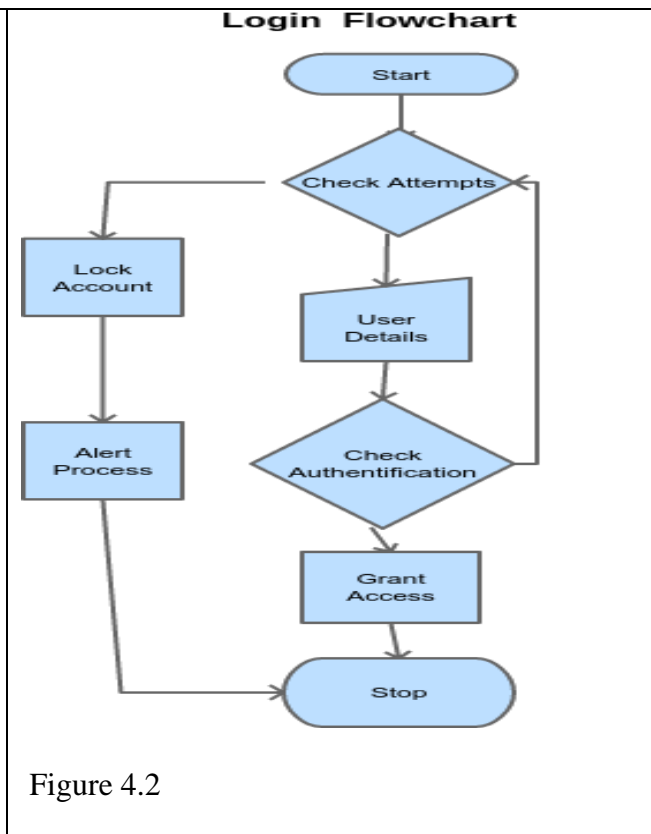 Login Flowchart
Start
Check Attempts
Lock
Account
User
Details
Alert
Process
Check
Authentification
Grant
Access
Stop
Figure 4.2